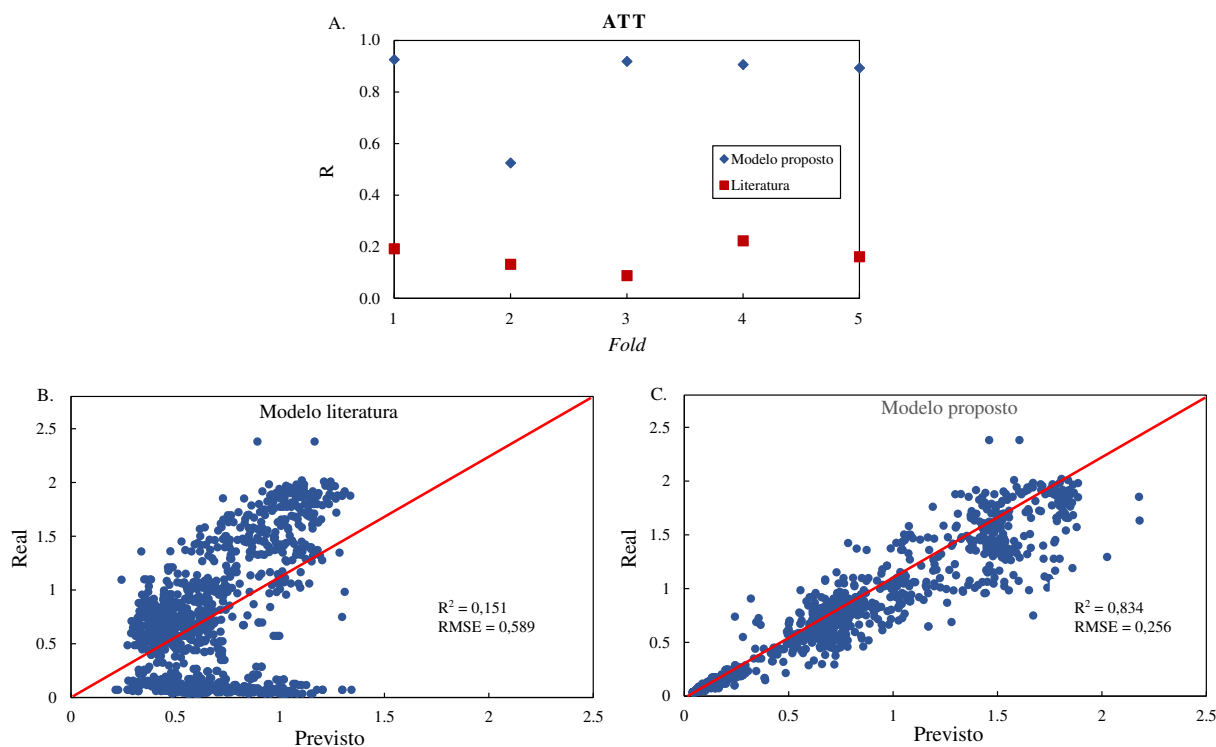 A.
ATT
1.0
0.8
0.6
0.4
0.2
0.0
R
Modelo proposto
Literatura
1 2 3 4 5
Fold
B.
Modelo literatura
2.5
2
1.5
1
0.5
0
Real
R² = 0,151
RMSE = 0,589
0 0.5 1 1.5 2 2.5
Previsto
C.
Modelo proposto
2.5
2
1.5
1
0.5
0
Real
R² = 0,834
RMSE = 0,256
0 0.5 1 1.5 2 2.5
Previsto